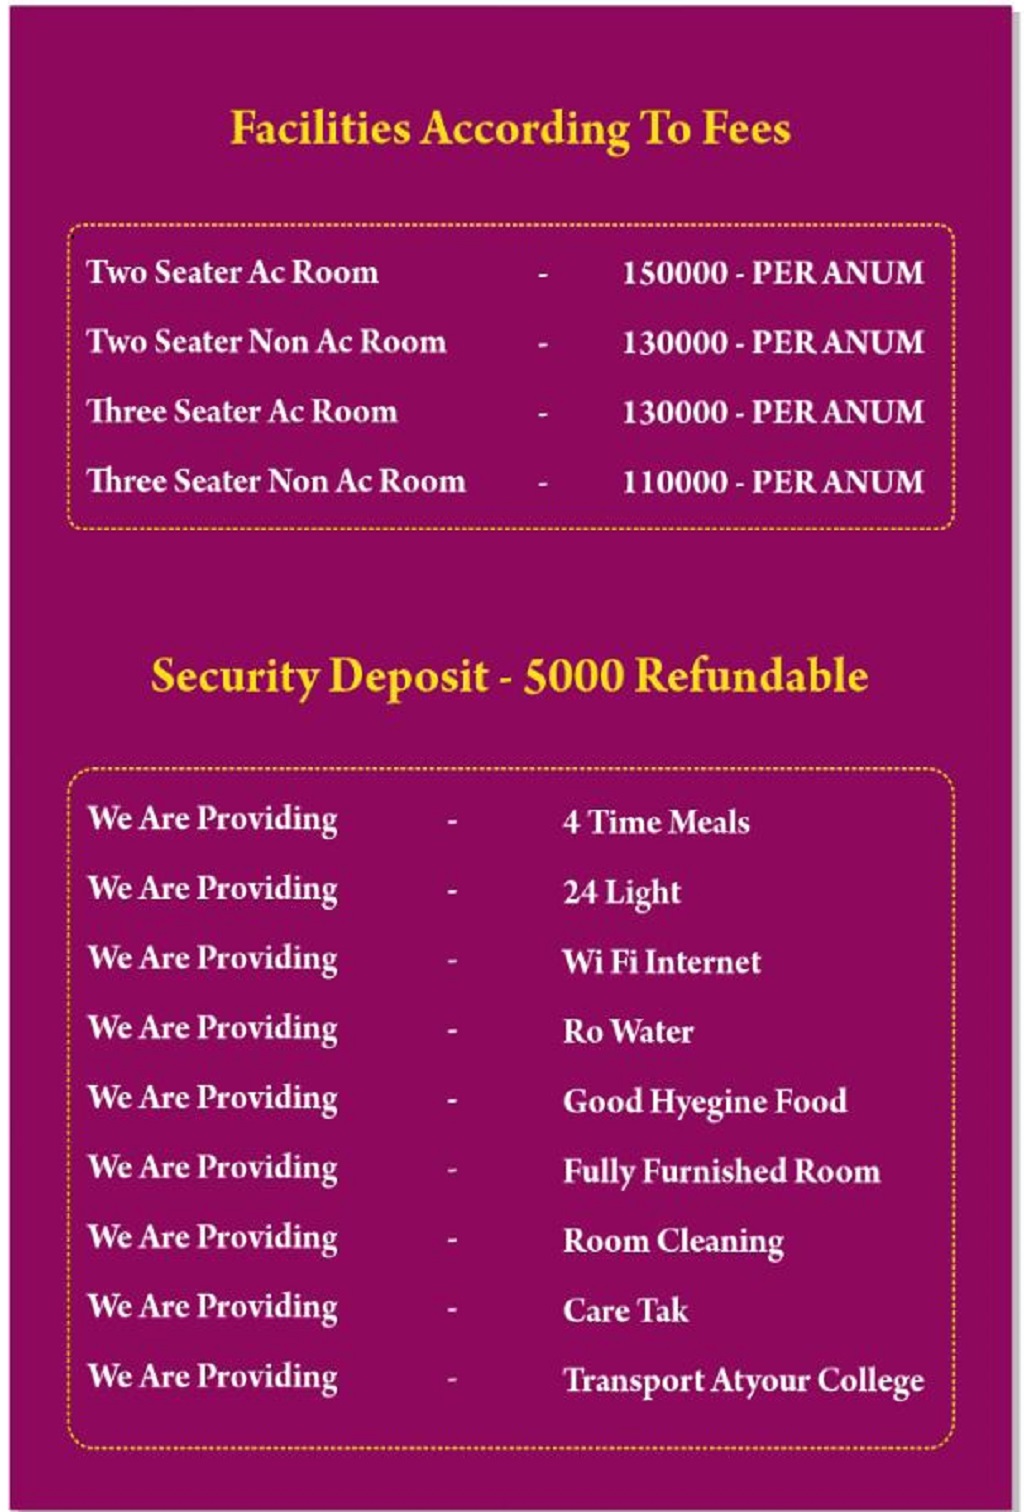 Facilities According To Fees
Two Seater Ac Room - 150000 - PER ANUM
Two Seater Non Ac Room - 130000 - PER ANUM
Three Seater Ac Room - 130000 - PER ANUM
Three Seater Non Ac Room - 110000 - PER ANUM
Security Deposit - 5000 Refundable
We Are Providing - 4 Time Meals
We Are Providing - 24 Light
We Are Providing - Wi Fi Internet
We Are Providing - Ro Water
We Are Providing - Good Hyegine Food
We Are Providing - Fully Furnished Room
We Are Providing - Room Cleaning
We Are Providing - Care Tak
We Are Providing - Transport Atyour College